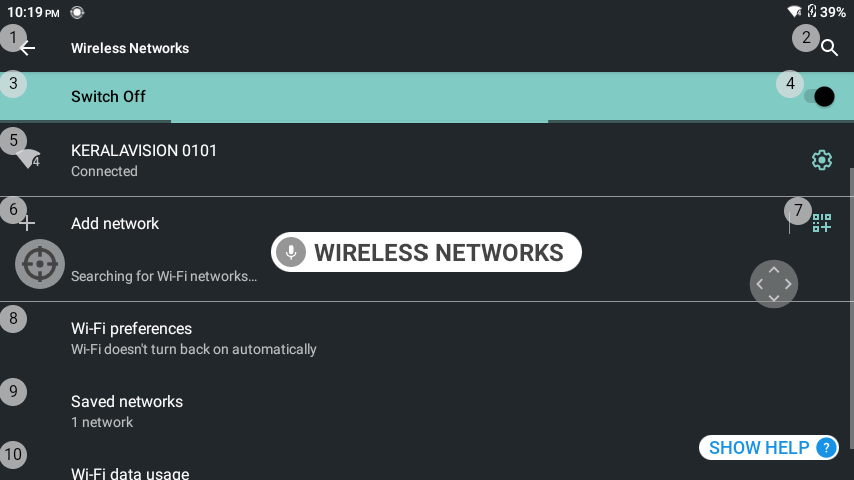 10:19 PM
39%
1
2
Wireless Networks
3
4
Switch Off
5
4
KERALAVISION 0101
Connected
6
7
Add network
WIRELESS NETWORKS
Searching for Wi-Fi networks…
8
Wi-Fi preferences
Wi-Fi doesn't turn back on automatically
9
Saved networks
1 network
SHOW HELP ?
10
Wi-Fi data usage